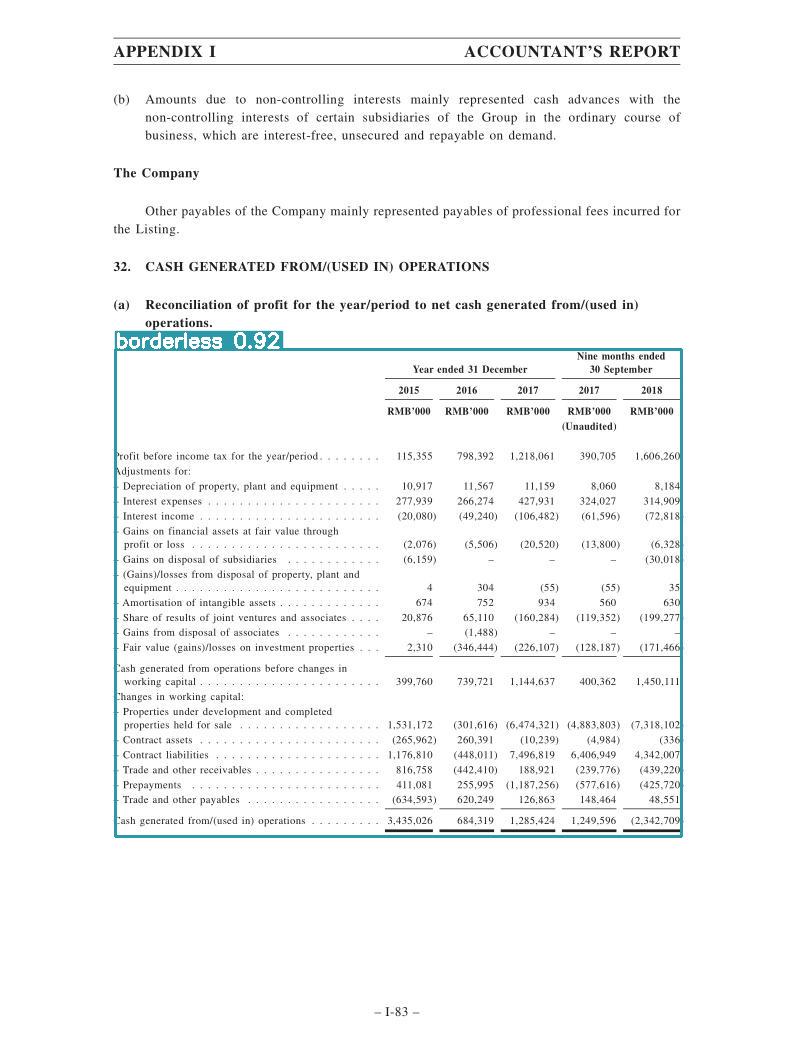 APPENDIX I ACCOUNTANT'S REPORT
(b) Amounts due to non-controlling interests mainly represented cash advances with the
non-controlling interests of certain subsidiaries of the Group in the ordinary course of
business, which are interest-free, unsecured and repayable on demand.
The Company
Other payables of the Company mainly represented payables of professional fees incurred for
the Listing.
32. CASH GENERATED FROM/(USED IN) OPERATIONS
(a) Reconciliation of profit for the year/period to net cash generated from/(used in)
operations.
borderless 0.92
Nine months ended
Year ended 31 December 30 September
2015 2016 2017 2017 2018
RMB'000 RMB'000 RMB'000 RMB'000 RMB'000
(Unaudited)
Profit before income tax for the year/period . . . . . . . . 115,355 798,392 1,218,061 390,705 1,606,260
Adjustments for:
– Depreciation of property, plant and equipment . . . . . 10,917 11,567 11,159 8,060 8,184
– Interest expenses . . . . . . . . . . . . . . . . . . . . . . . 277,939 266,274 427,931 324,027 314,909
– Interest income . . . . . . . . . . . . . . . . . . . . . . . . (20,080) (49,240) (106,482) (61,596) (72,818
– Gains on financial assets at fair value through
profit or loss . . . . . . . . . . . . . . . . . . . . . . . . . (2,076) (5,506) (20,520) (13,800) (6,328
– Gains on disposal of subsidiaries . . . . . . . . . . . . (6,159) – – – (30,018
– (Gains)/losses from disposal of property, plant and
equipment . . . . . . . . . . . . . . . . . . . . . . . . . . . 4 304 (55) (55) 35
– Amortisation of intangible assets . . . . . . . . . . . . . 674 752 934 560 630
– Share of results of joint ventures and associates . . . . 20,876 65,110 (160,284) (119,352) (199,277
– Gains from disposal of associates . . . . . . . . . . . . – (1,488) – – –
– Fair value (gains)/losses on investment properties . . . 2,310 (346,444) (226,107) (128,187) (171,466
Cash generated from operations before changes in
working capital . . . . . . . . . . . . . . . . . . . . . . . . 399,760 739,721 1,144,637 400,362 1,450,111
Changes in working capital:
– Properties under development and completed
properties held for sale . . . . . . . . . . . . . . . . . . . 1,531,172 (301,616) (6,474,321) (4,883,803) (7,318,102
– Contract assets . . . . . . . . . . . . . . . . . . . . . . . . (265,962) 260,391 (10,239) (4,984) (336
– Contract liabilities . . . . . . . . . . . . . . . . . . . . . . 1,176,810 (448,011) 7,496,819 6,406,949 4,342,007
– Trade and other receivables . . . . . . . . . . . . . . . . . 816,758 (442,410) 188,921 (239,776) (439,220
– Prepayments . . . . . . . . . . . . . . . . . . . . . . . . . 411,081 255,995 (1,187,256) (577,616) (425,720
– Trade and other payables . . . . . . . . . . . . . . . . . . (634,593) 620,249 126,863 148,464 48,551
Cash generated from/(used in) operations . . . . . . . . . 3,435,026 684,319 1,285,424 1,249,596 (2,342,709
– I-83 –